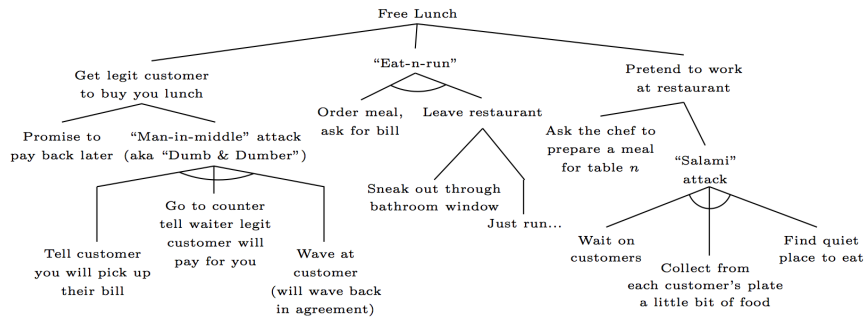 Free Lunch
Get legit customer
to buy you lunch
“Eat-n-run”
Pretend to work
at restaurant
Promise to
pay back later
“Man-in-middle” attack
(aka “Dumb & Dumber”)
Order meal,
ask for bill
Leave restaurant
Ask the chef to
prepare a meal
for table n
“Salami”
attack
Tell customer
you will pick up
their bill
Go to counter
tell waiter legit
customer will
pay for you
Wave at
customer
(will wave back
in agreement)
Sneak out through
bathroom window
Just run...
Wait on
customers
Collect from
each customer’s plate
a little bit of food
Find quiet
place to eat